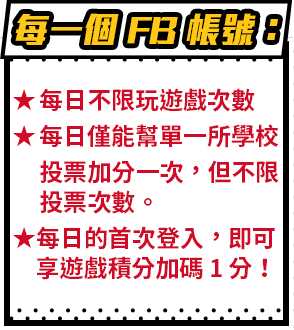 每一個 FB 帳號：
★ 每日不限玩遊戲次數
★ 每日僅能幫單一所學校
投票加分一次，但不限
投票次數。
★每日的首次登入，即可
享遊戲積分加碼 1 分！